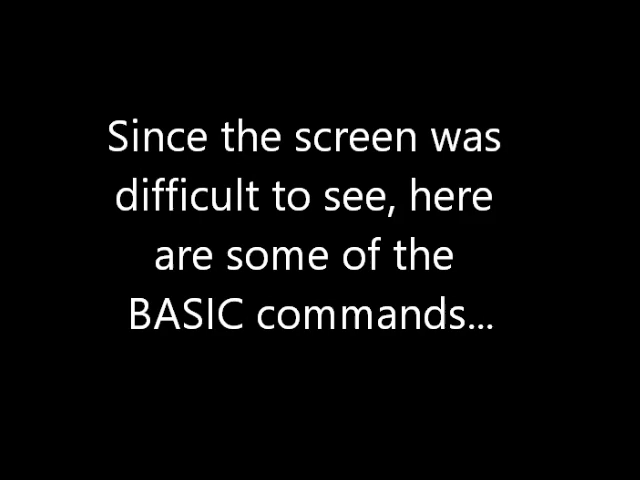 Since the screen was
difficult to see, here
are some of the
BASIC commands...